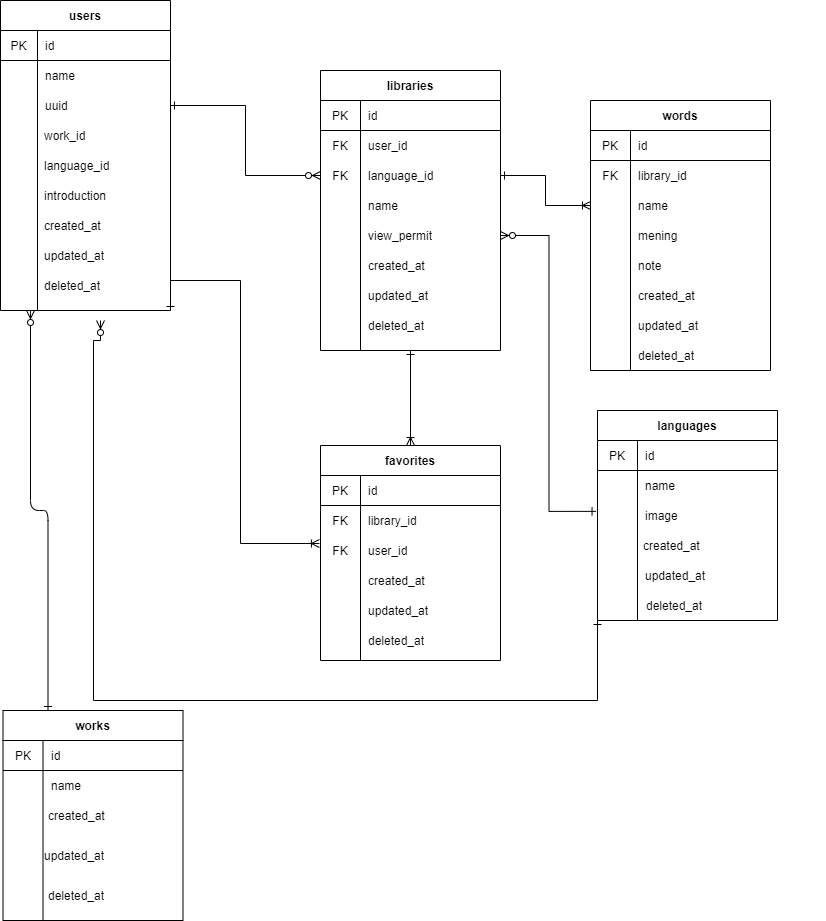 users
PK id
name
uuid
work_id
language_id
introduction
created_at
updated_at
deleted_at
libraries
PK id
FK user_id
FK language_id
name
view_permit
created_at
updated_at
deleted_at
words
PK id
FK library_id
name
mening
note
created_at
updated_at
deleted_at
favorites
PK id
FK library_id
FK user_id
created_at
updated_at
deleted_at
languages
PK id
name
image
created_at
updated_at
deleted_at
works
PK id
name
created_at
updated_at
deleted_at